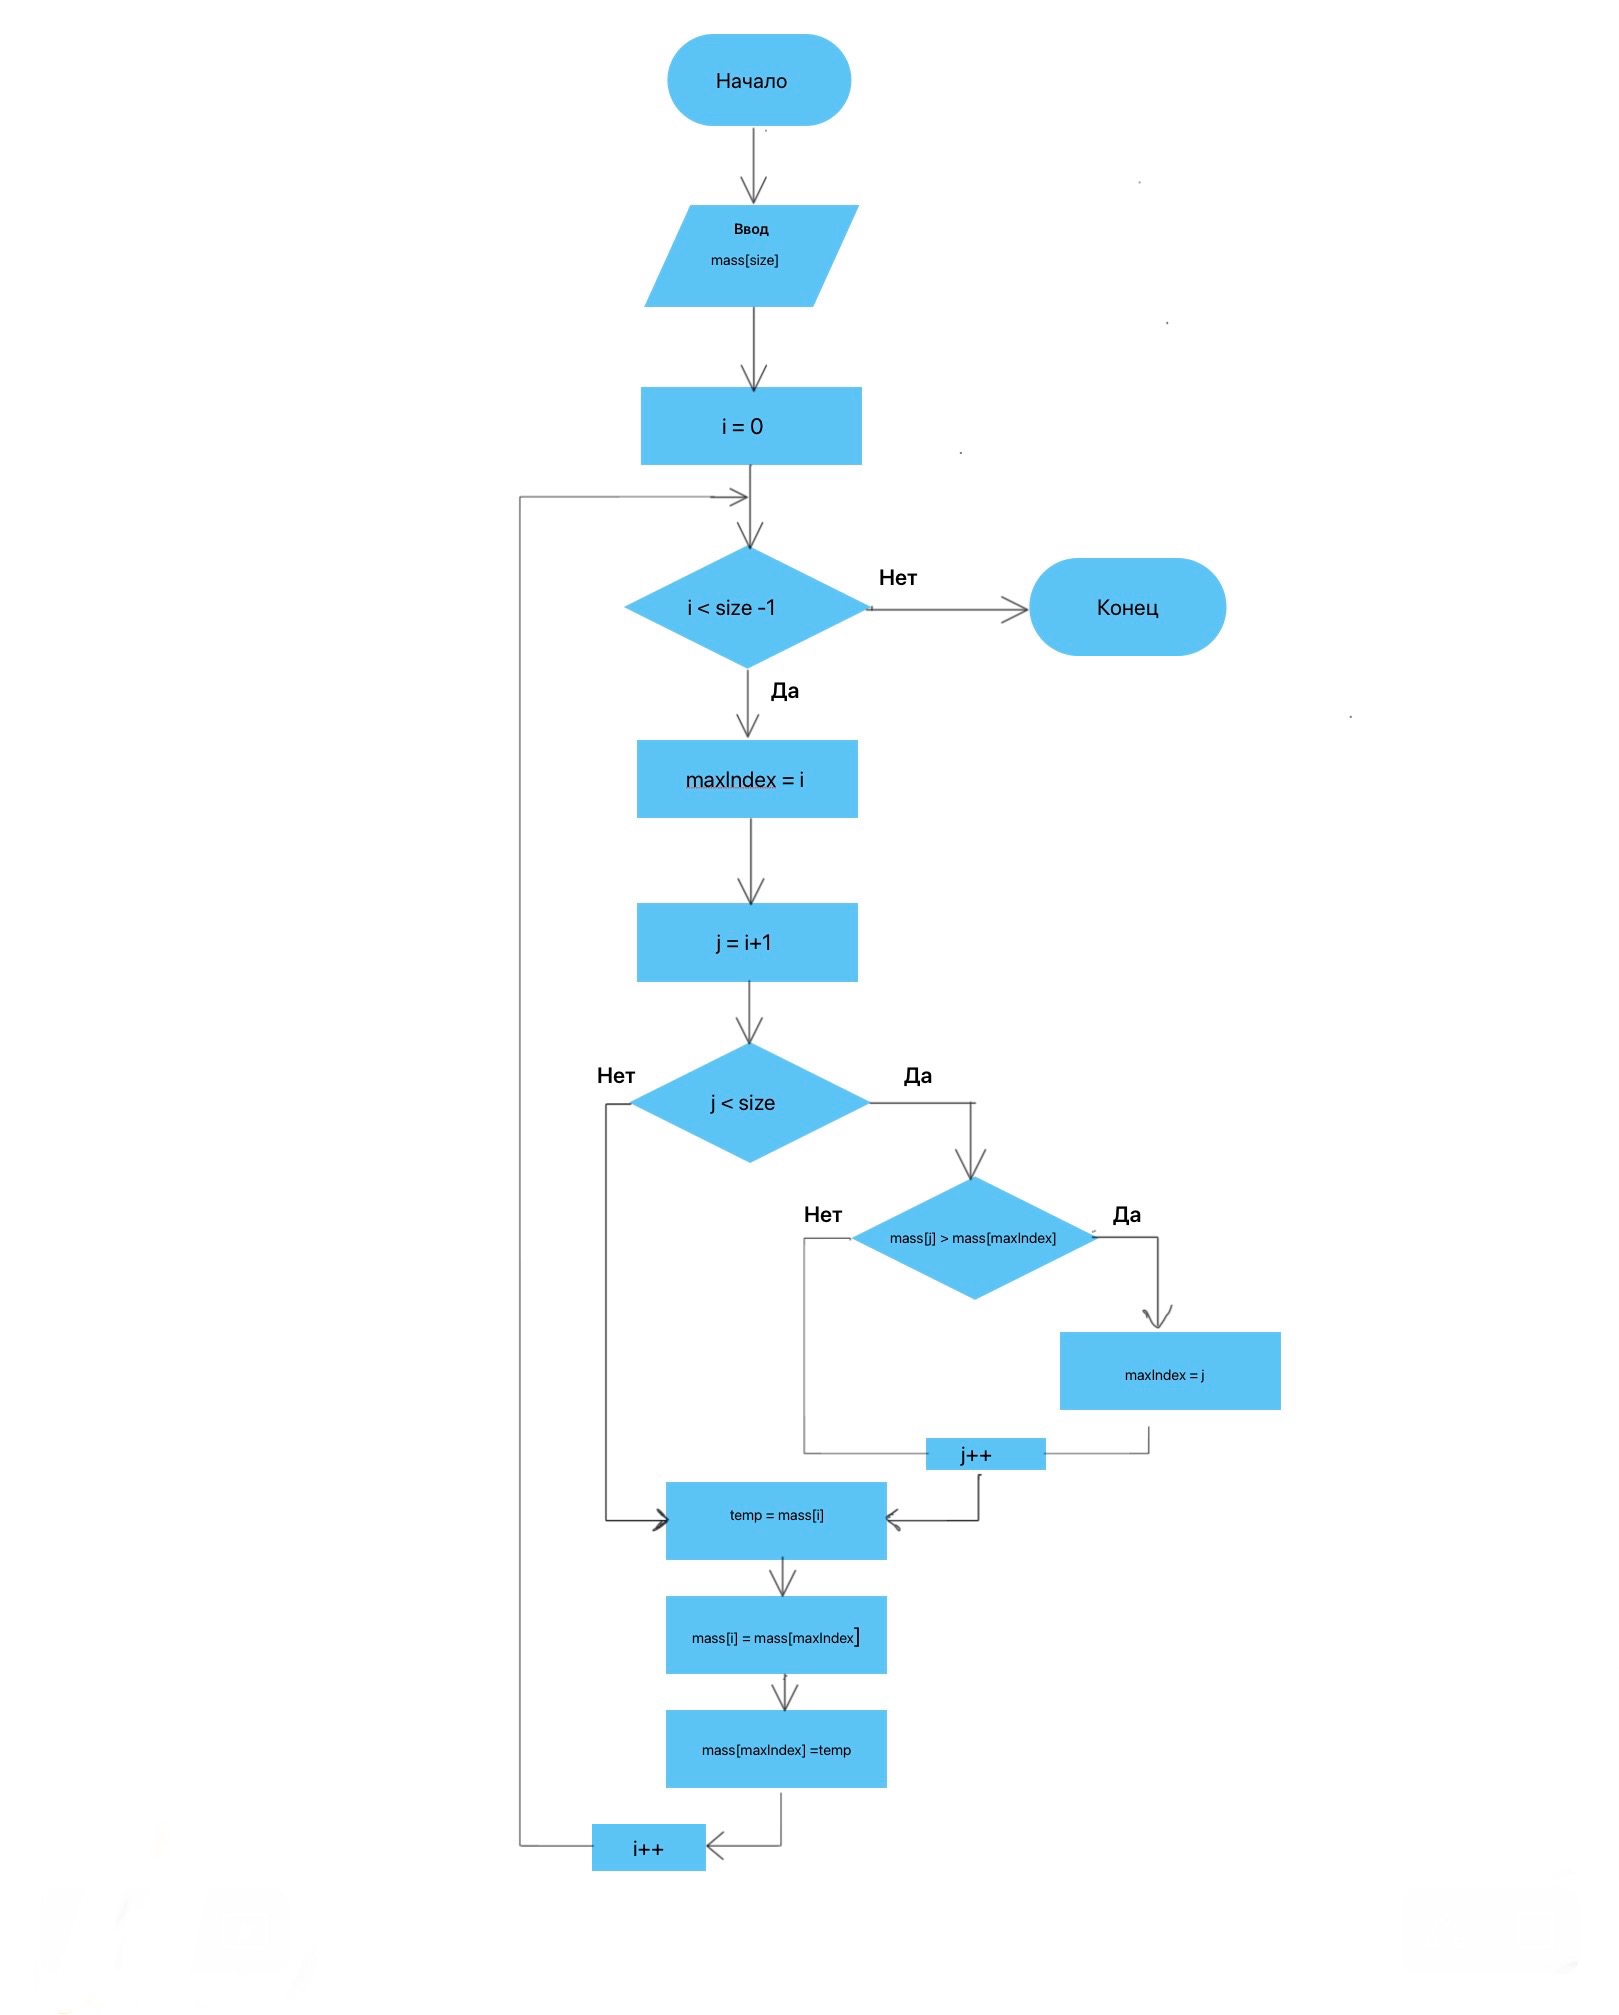 Начало
Ввод
mass[size]
i = 0
i < size -1
Нет
Конец
Да
maxIndex = i
j = i+1
Нет
j < size
Да
Нет
mass[j] > mass[maxIndex]
Да
maxIndex = j
j++
temp = mass[i]
mass[i] = mass[maxIndex]
mass[maxIndex] =temp
i++